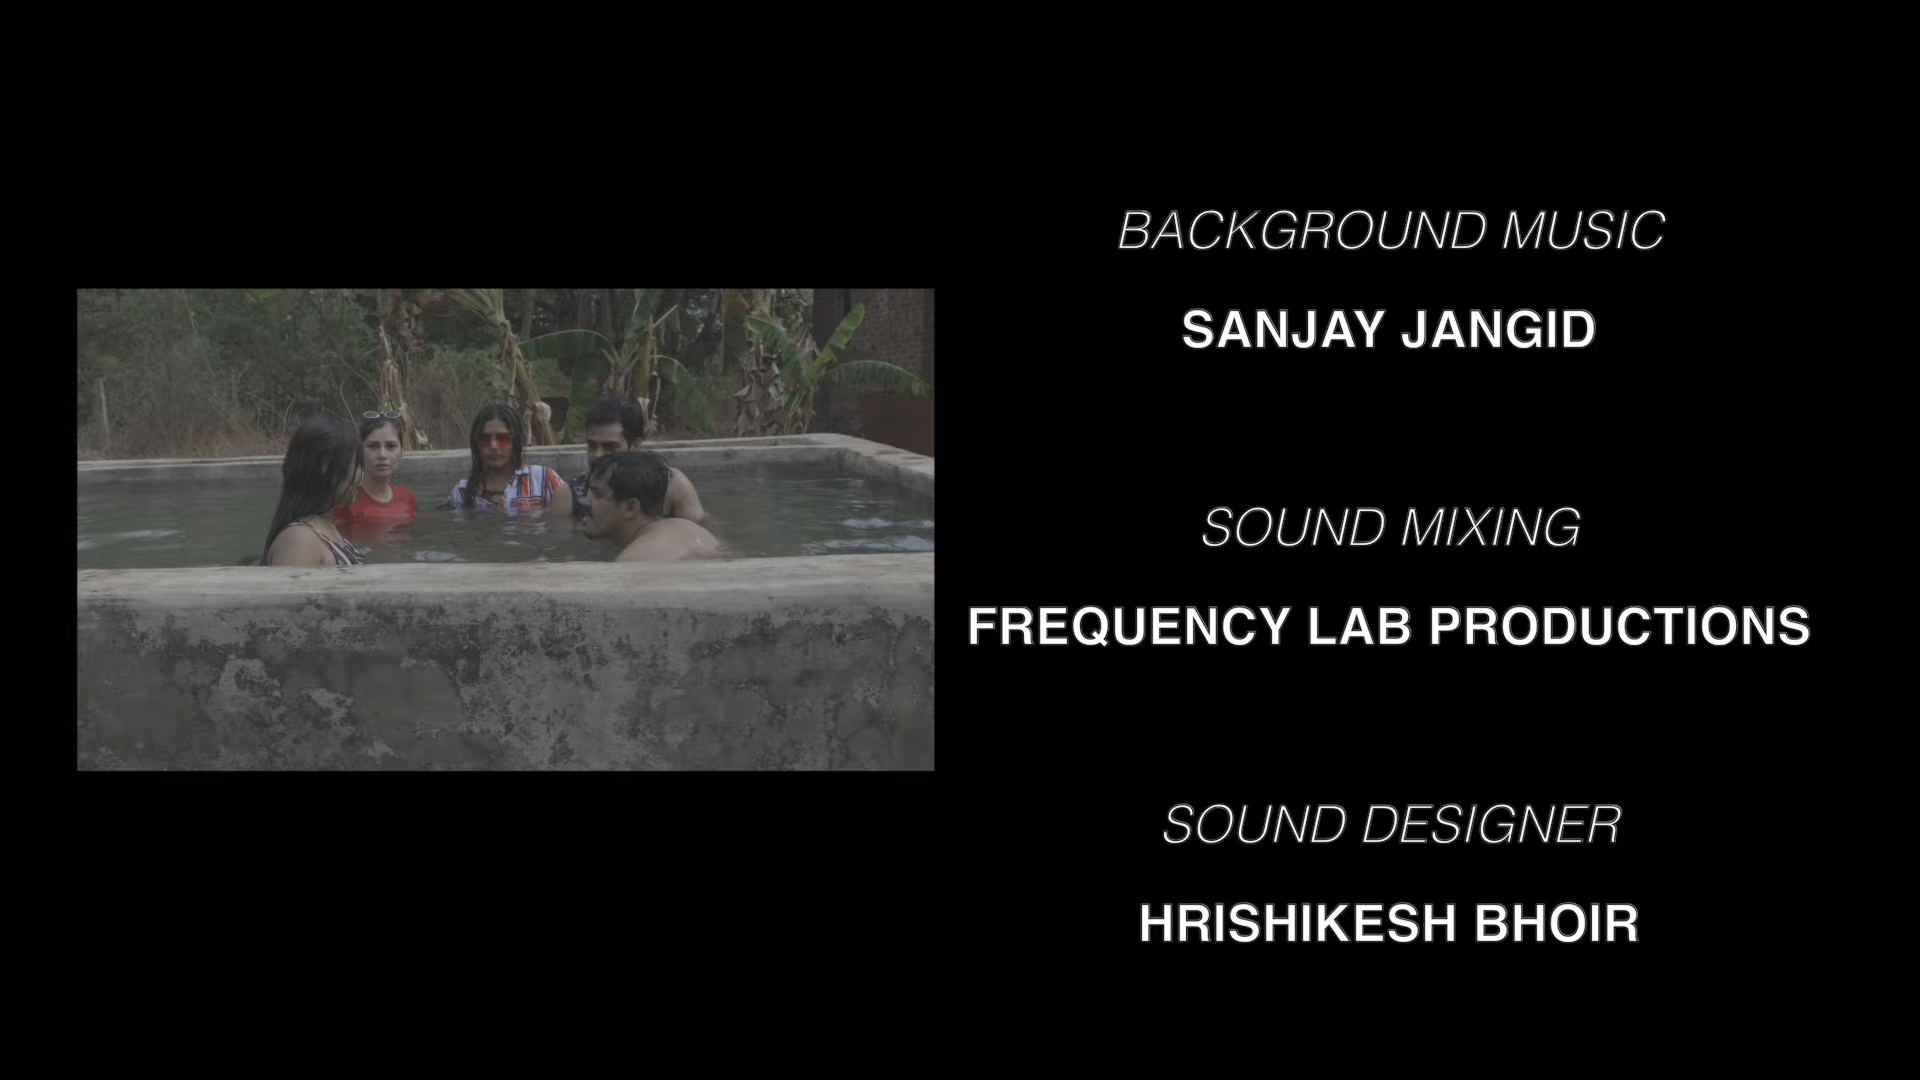 BACKGROUND MUSIC
SANJAY JANGID
SOUND MIXING
FREQUENCY LAB PRODUCTIONS
SOUND DESIGNER
HRISHIKESH BHOIR